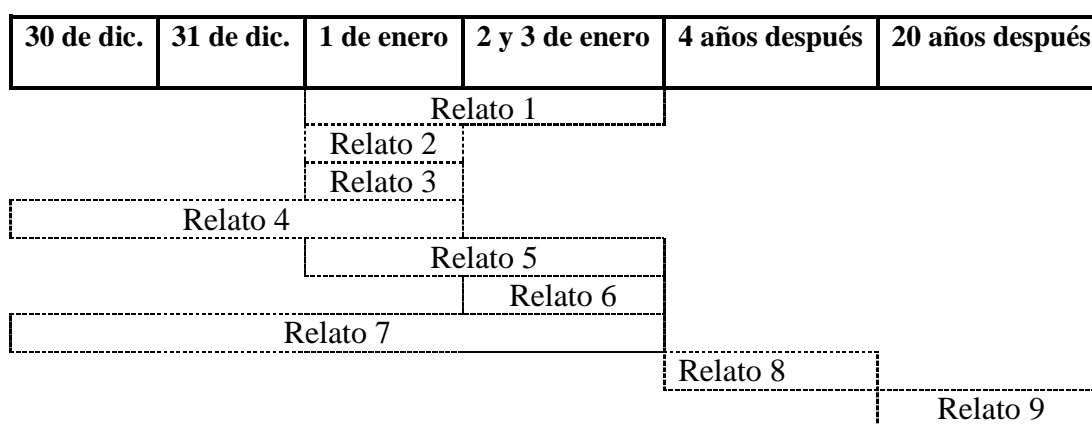 30 de dic. 31 de dic. 1 de enero 2 y 3 de enero 4 años después 20 años después
Relato 1
Relato 2
Relato 3
Relato 4
Relato 5
Relato 6
Relato 7
Relato 8
Relato 9